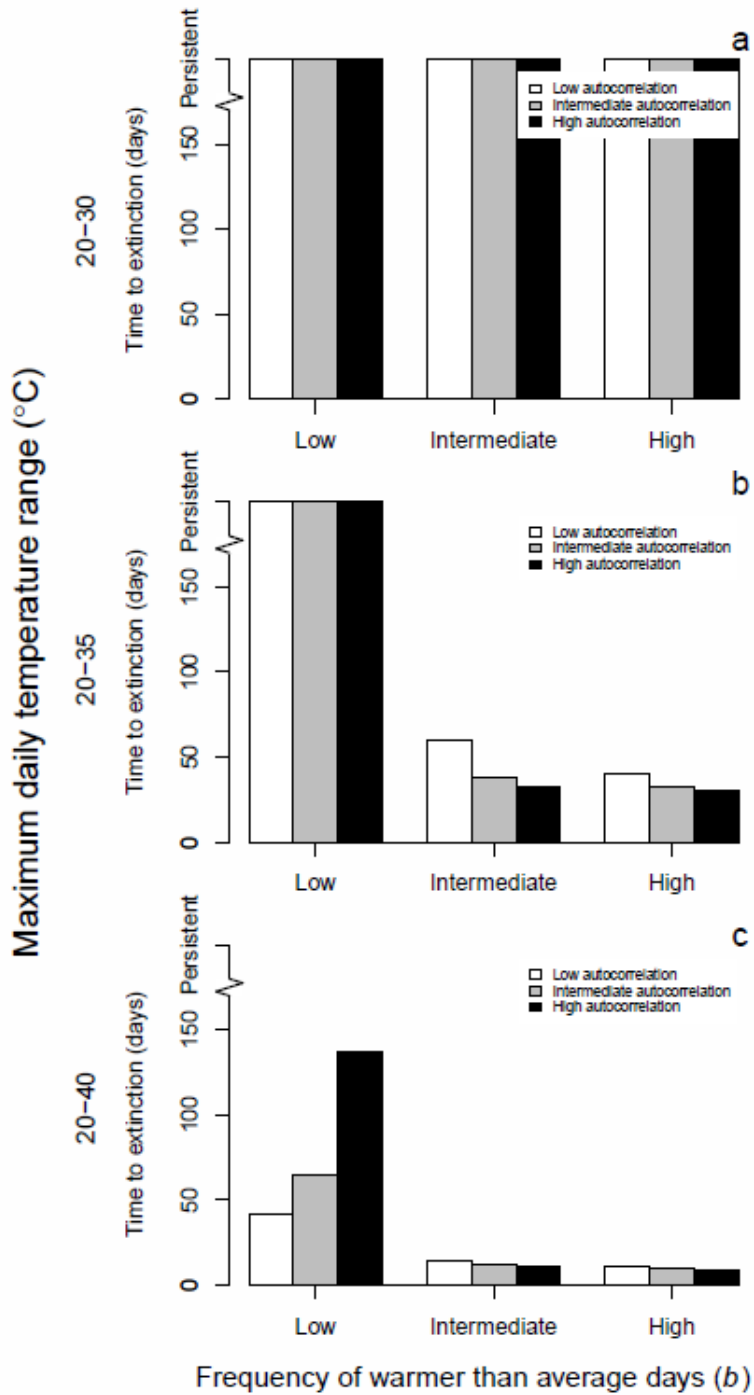 Maximum daily temperature range (°C)
a
20−30
Time to extinction (days)
Persistent
150
100
50
0
Low autocorrelation
Intermediate autocorrelation
High autocorrelation
Low Intermediate High
b
20−35
Time to extinction (days)
Persistent
150
100
50
0
Low autocorrelation
Intermediate autocorrelation
High autocorrelation
Low Intermediate High
c
20−40
Time to extinction (days)
Persistent
150
100
50
0
Low autocorrelation
Intermediate autocorrelation
High autocorrelation
Low Intermediate High
Frequency of warmer than average days (b)